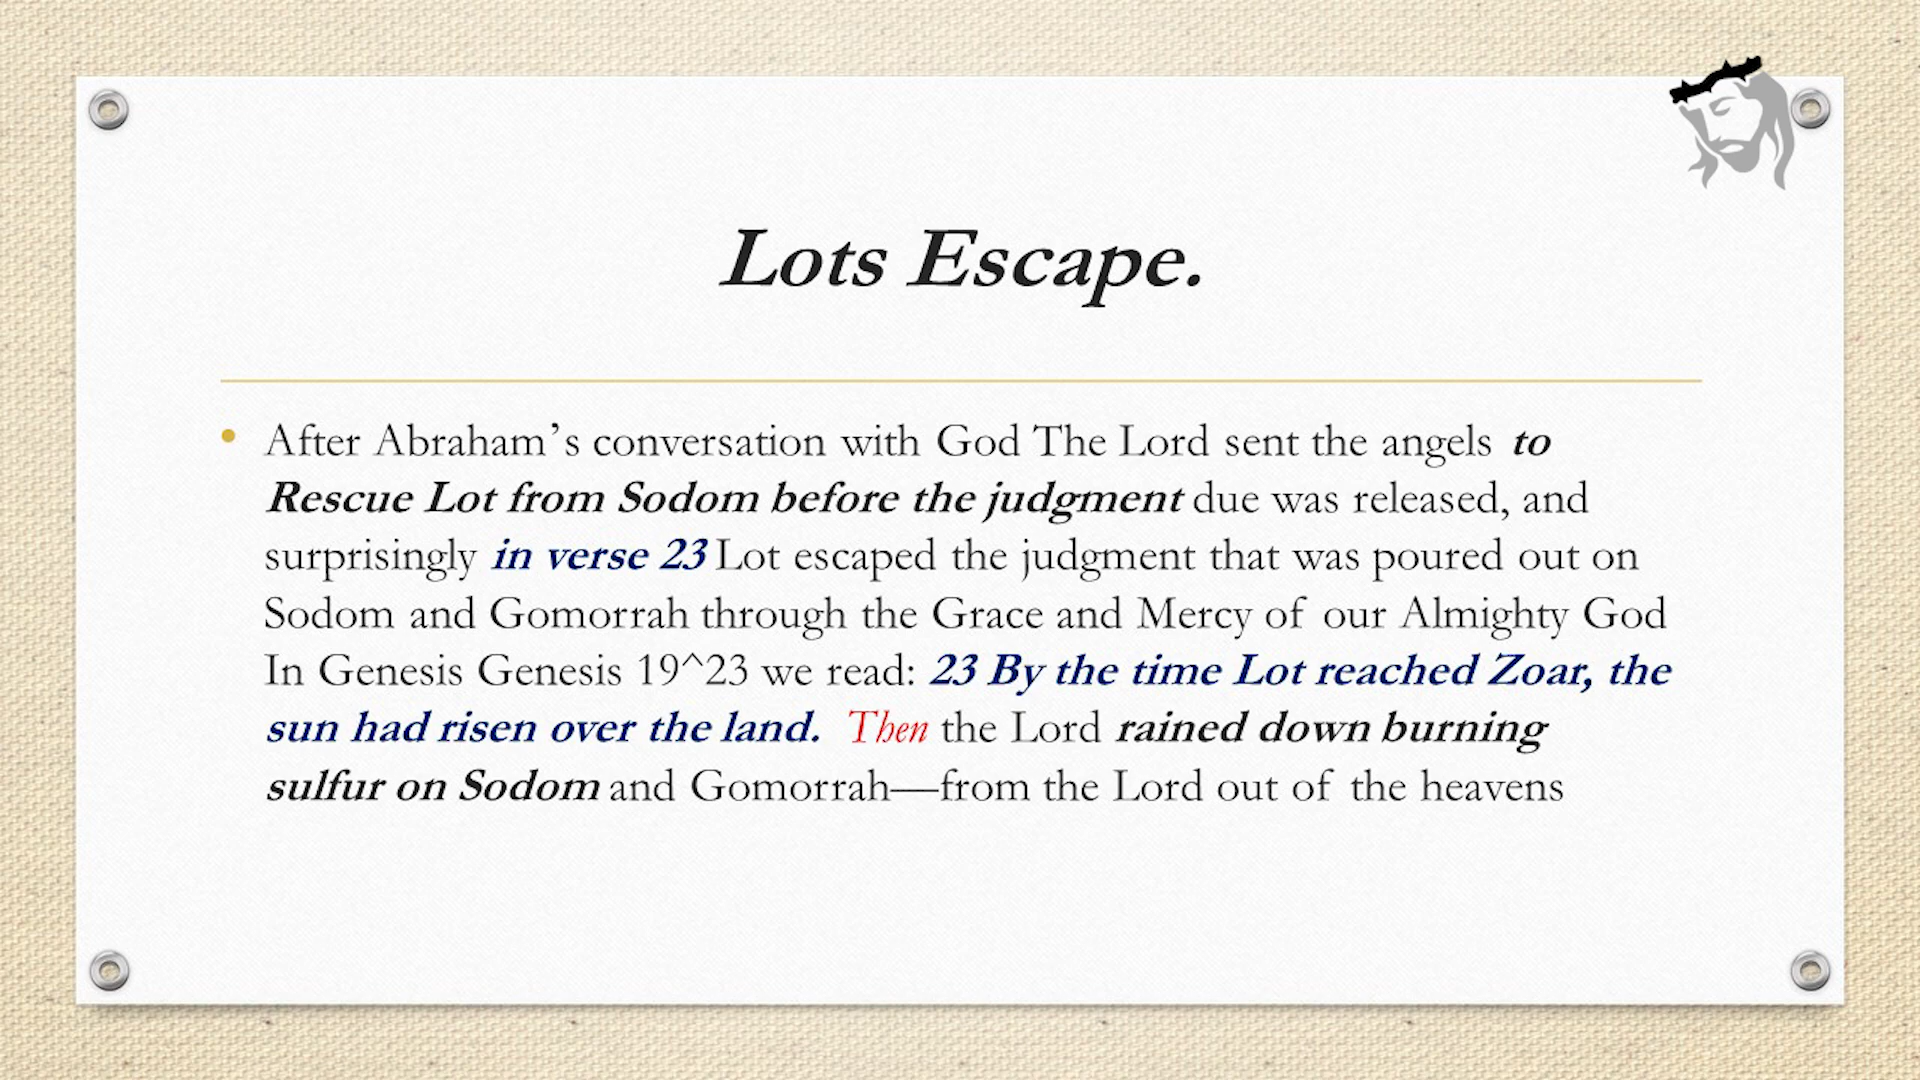 Lots Escape.
• After Abraham’s conversation with God The Lord sent the angels to
Rescue Lot from Sodom before the judgment due was released, and
surprisingly in verse 23 Lot escaped the judgment that was poured out on
Sodom and Gomorrah through the Grace and Mercy of our Almighty God
In Genesis Genesis 19^23 we read: 23 By the time Lot reached Zoar, the
sun had risen over the land. Then the Lord rained down burning
sulfur on Sodom and Gomorrah—from the Lord out of the heavens